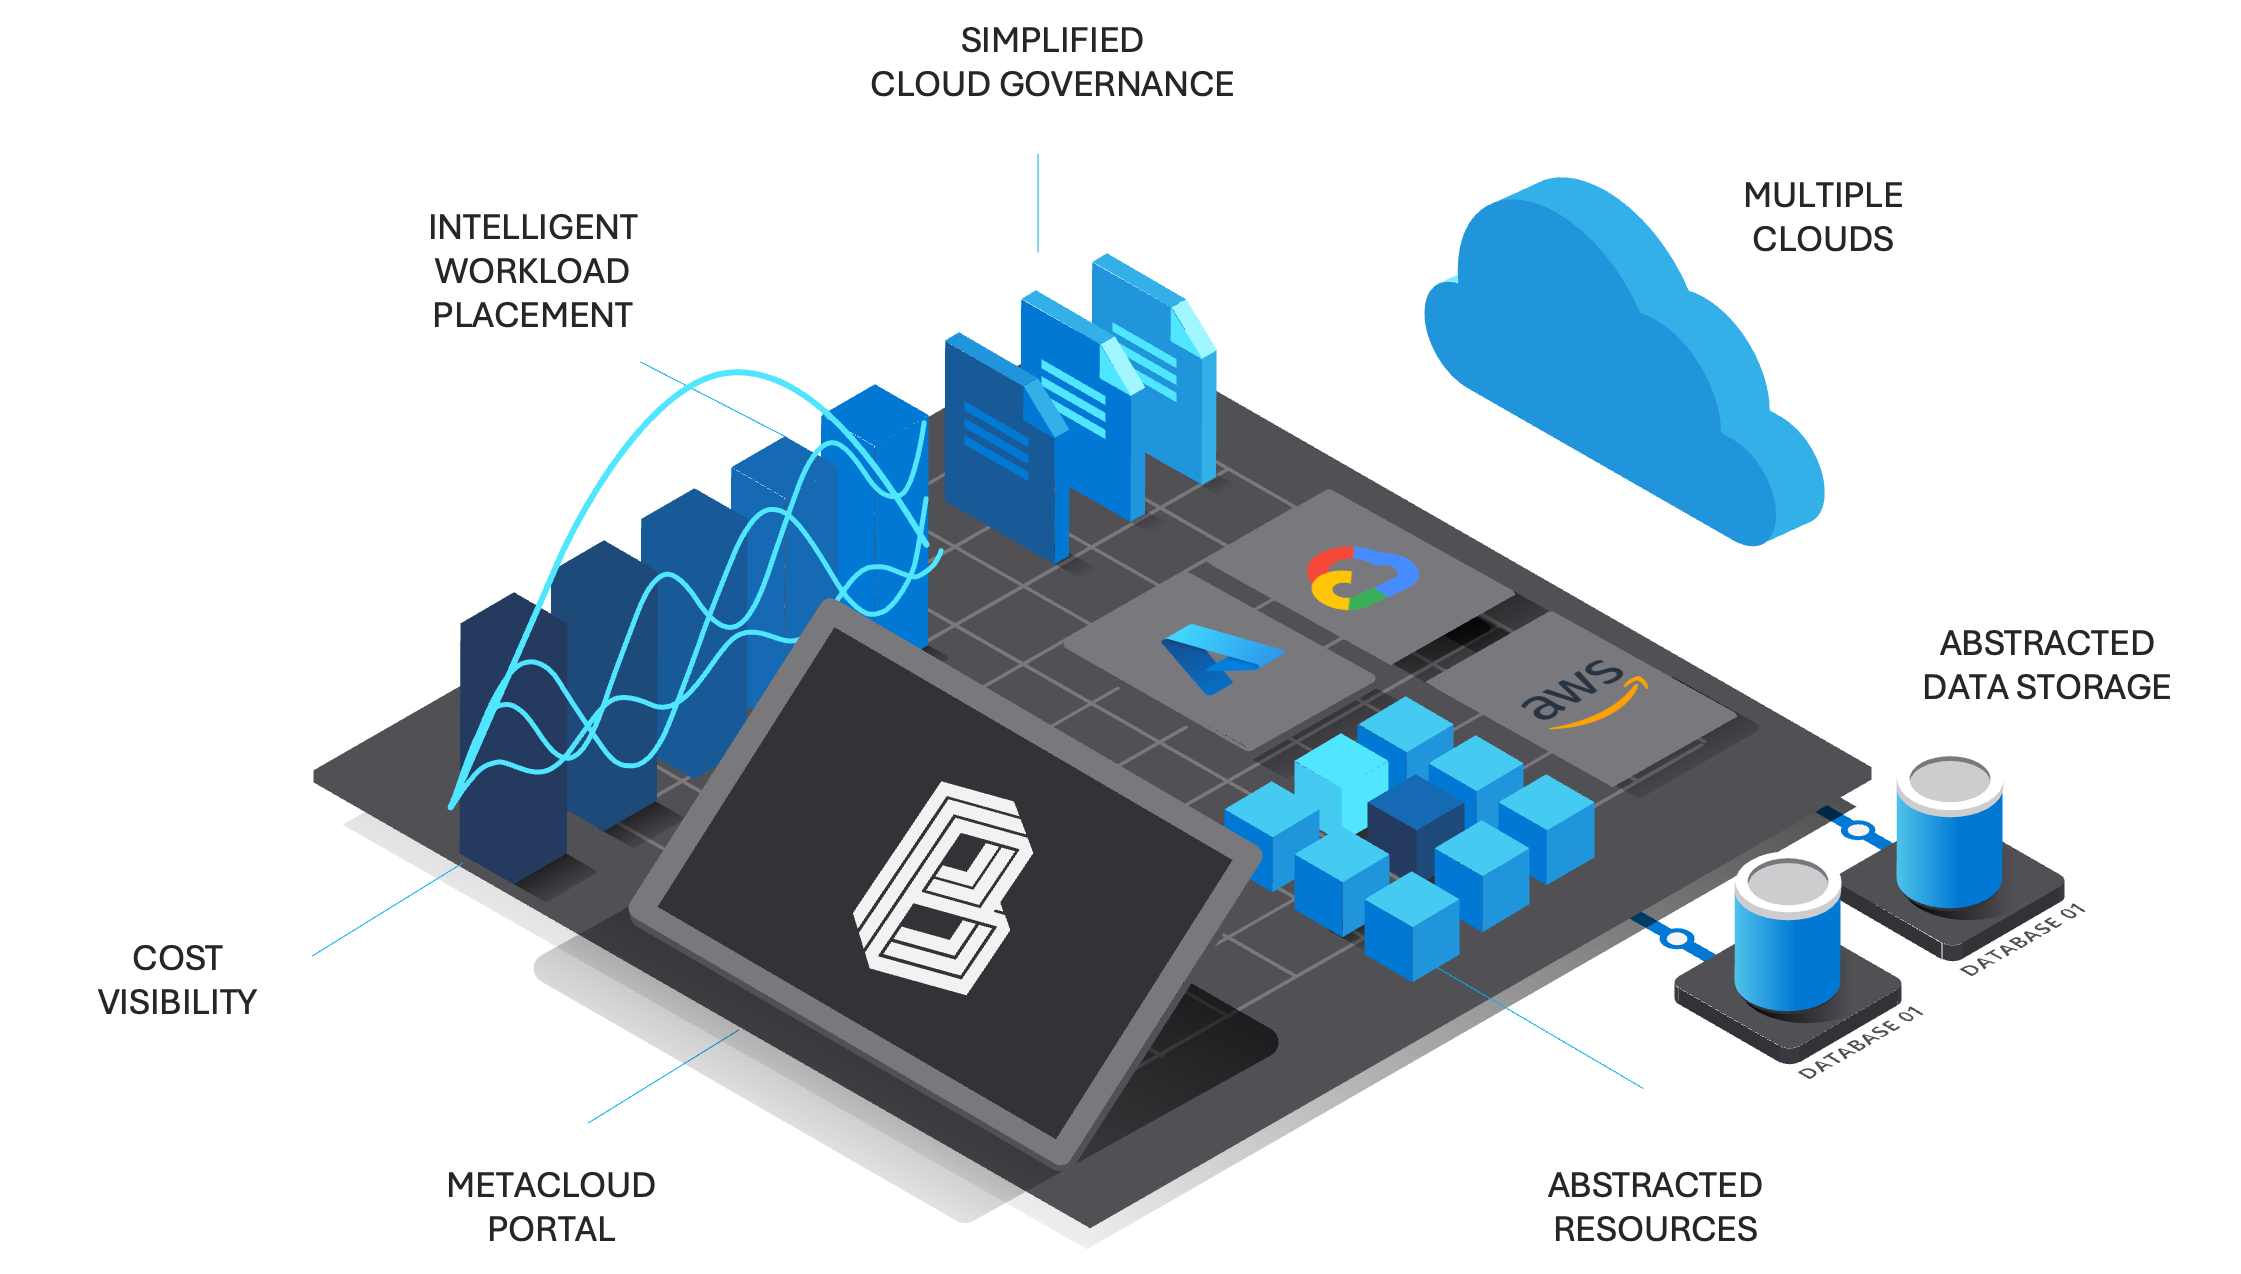 SIMPLIFIED
CLOUD GOVERNANCE
MULTIPLE
CLOUDS
INTELLIGENT
WORKLOAD
PLACEMENT
aws
ABSTRACTED
DATA STORAGE
DATABASE 01
DATABASE 01
COST
VISIBILITY
METACLOUD
PORTAL
ABSTRACTED
RESOURCES